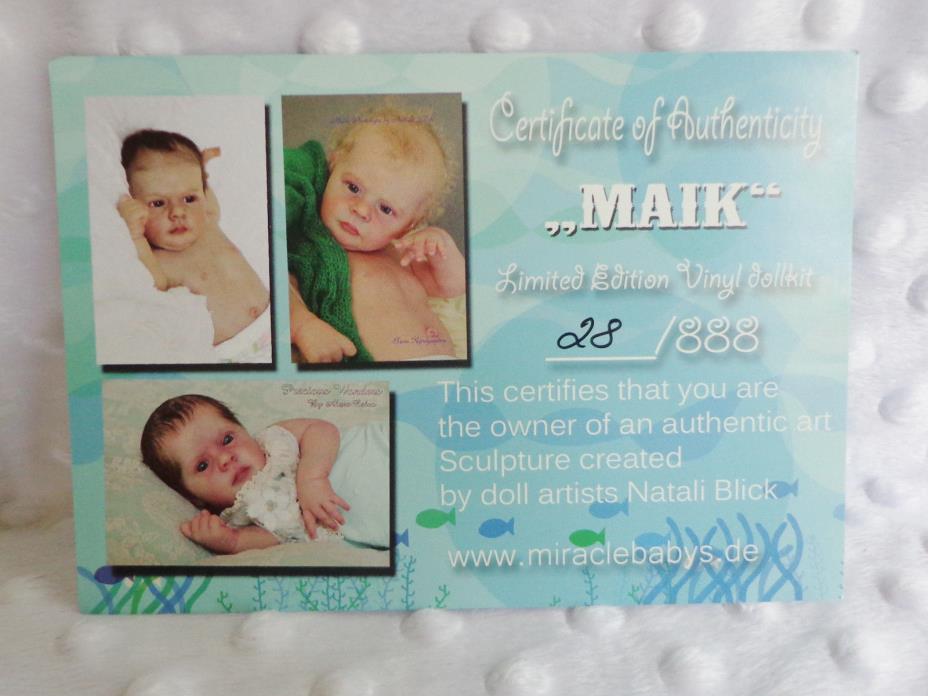 Certificate of Authenticity
„MAIK“
Limited Edition Vinyl dollkit
28/888
This certifies that you are
the owner of an authentic art
Sculpture created
by doll artists Natali Blick
www.miraclebabys.de
Precious Wonders